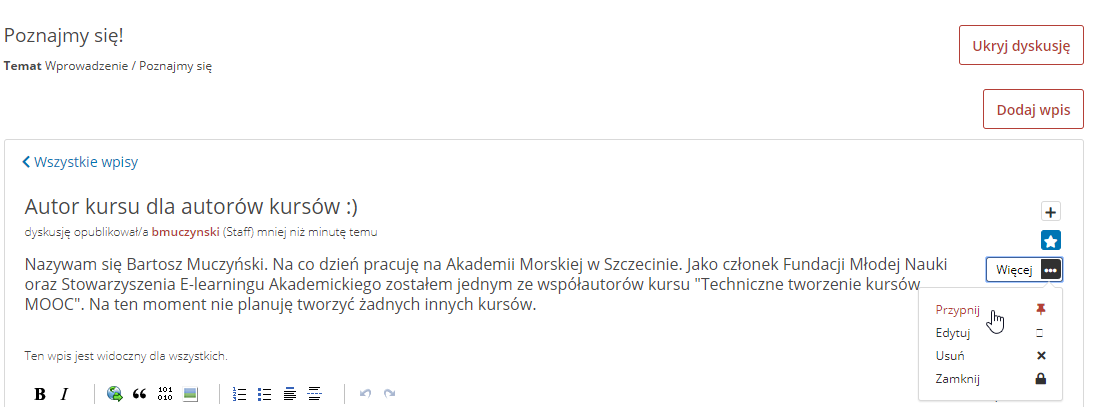 Poznajmy się!
Ukryj dyskusję
Temat Wprowadzenie / Poznajmy się
Dodaj wpis
Wszystkie wpisy
Autor kursu dla autorów kursów :)
dyskusję opublikował/a bmuczynski (Staff) mniej niż minutę temu
Nazywam się Bartosz Muczyński. Na co dzień pracuję na Akademii Morskiej w Szczecinie. Jako członek Fundacji Młodej Nauki
oraz Stowarzyszenia E-learningu Akademickiego zostałem jednym ze współautorów kursu "Techniczne tworzenie kursów
MOOC". Na ten moment nie planuję tworzyć żadnych innych kursów.
Więcej
Przypnij
Edytuj
Usuń
Zamknij
Ten wpis jest widoczny dla wszystkich.
B I
101
010